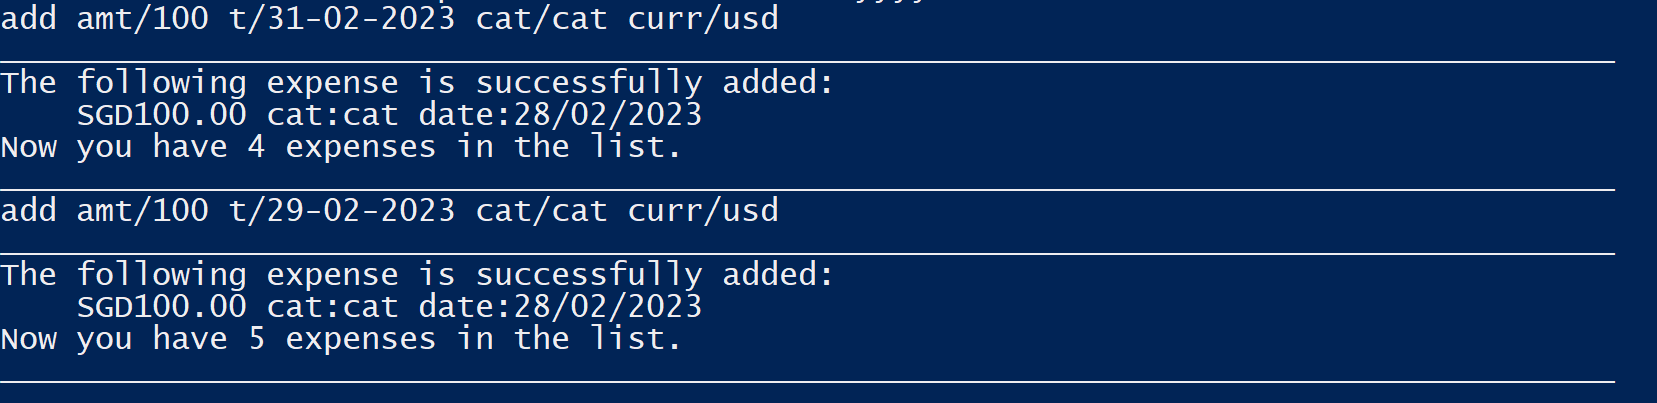 add amt/100 t/31-02-2023 cat/cat curr/usd
The following expense is successfully added:
SGD100.00 cat:cat date:28/02/2023
Now you have 4 expenses in the list.
add amt/100 t/29-02-2023 cat/cat curr/usd
The following expense is successfully added:
SGD100.00 cat:cat date:28/02/2023
Now you have 5 expenses in the list.